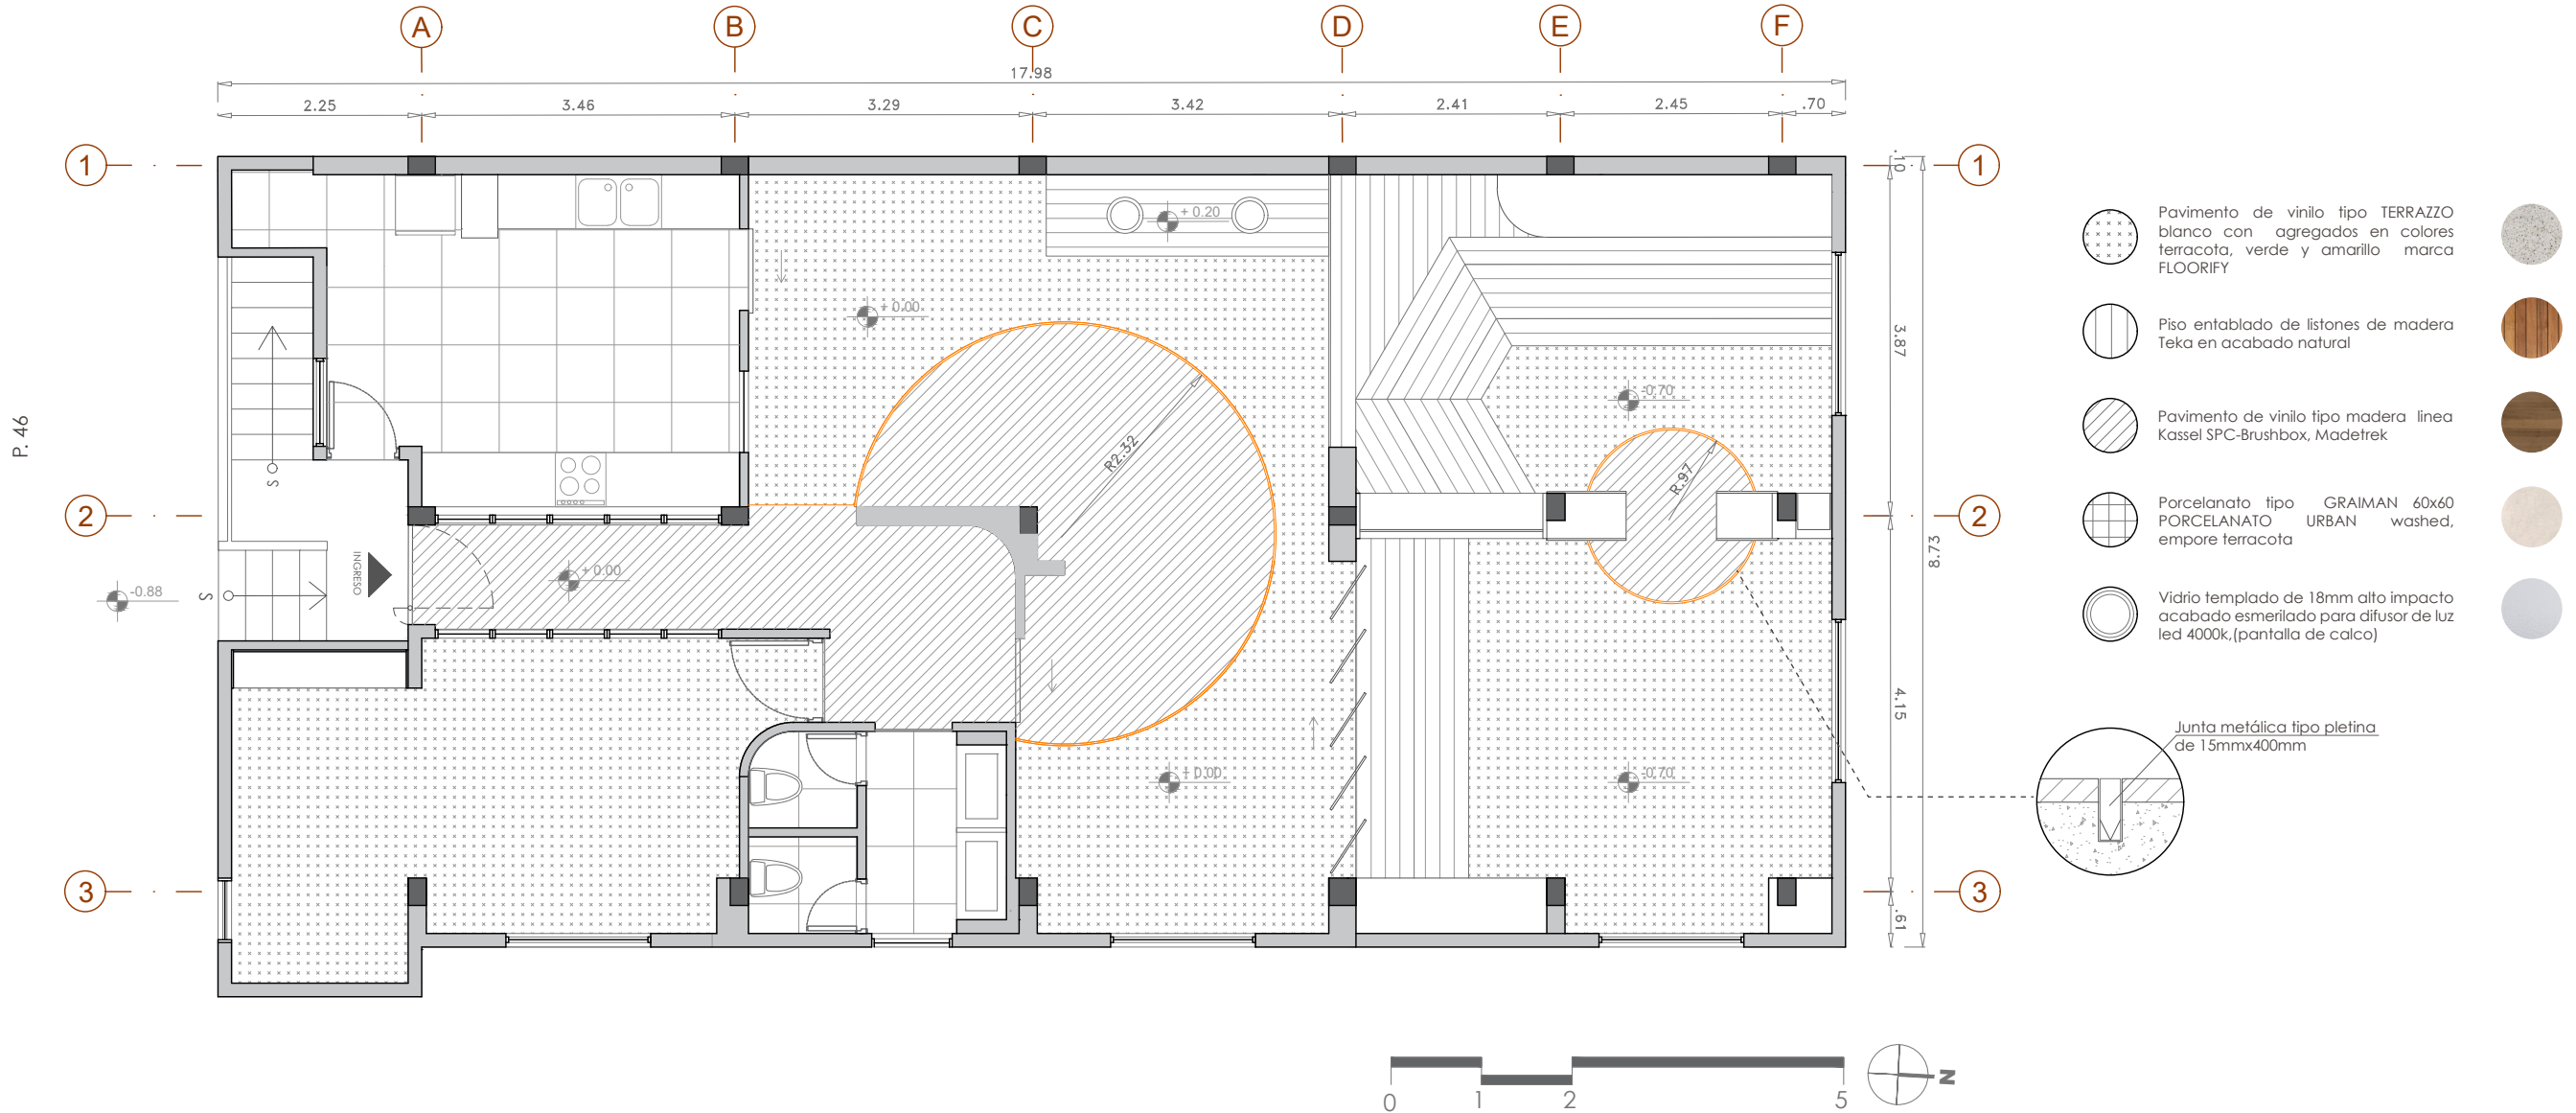 A B C D E F
17.98
2.25 3.46 3.29 3.42 2.41 2.45 .70
1 1
.10
+ 0.20
+ 0.00
3.87
-0.70
R2.32
R.97
P. 46
S
2 2
8.73
INGRESO
+ 0.00
-0.88
S
4.15
+ 0.00
-0.70
3 3
.61
Pavimento de vinilo tipo TERRAZZO
blanco con agregados en colores
terracota, verde y amarillo marca
FLOORIFY
Piso entablado de listones de madera
Teka en acabado natural
Pavimento de vinilo tipo madera linea
Kassel SPC-Brushbox, Madetrek
Porcelanato tipo GRAIMAN 60x60
PORCELANATO URBAN washed,
empore terracota
Vidrio templado de 18mm alto impacto
acabado esmerilado para difusor de luz
led 4000k,(pantalla de calco)
Junta metálica tipo pletina
de 15mmx400mm
0 1 2 5
N